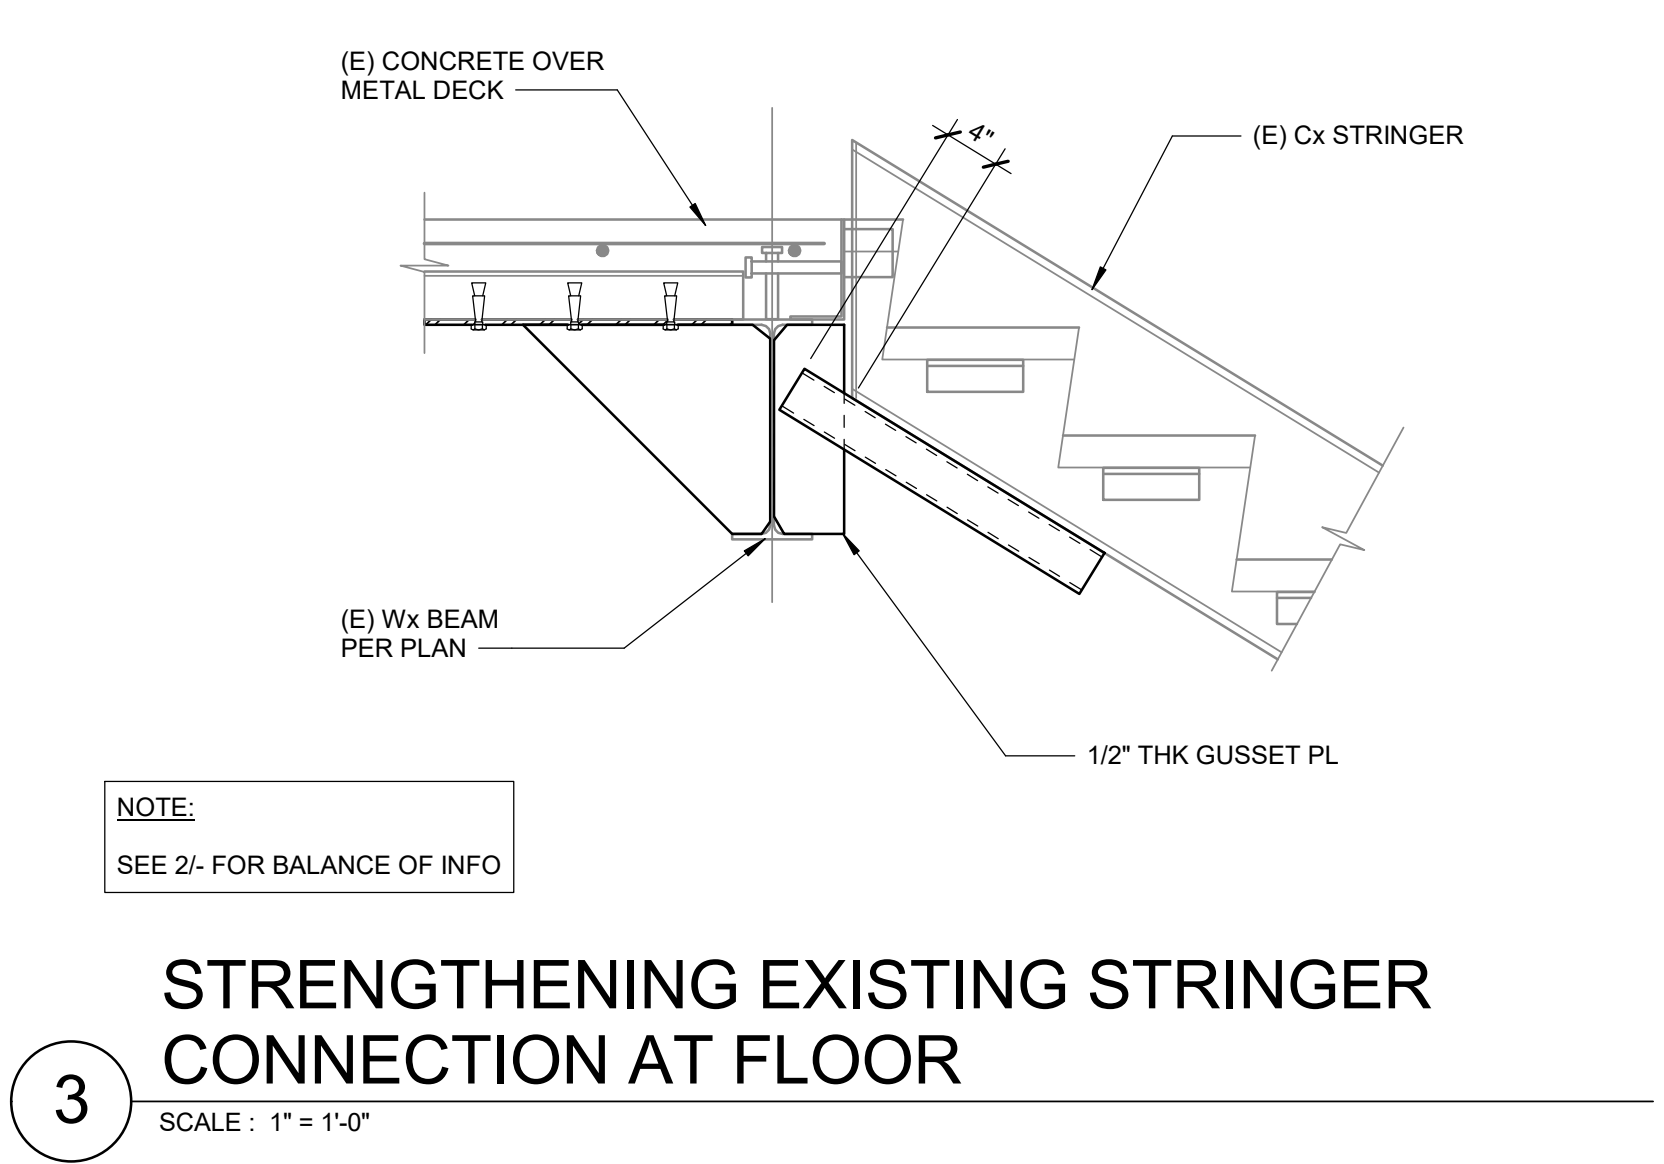 (E) CONCRETE OVER
METAL DECK
4"
(E) Cx STRINGER
(E) Wx BEAM
PER PLAN
1/2" THK GUSSET PL
NOTE:
SEE 2/- FOR BALANCE OF INFO
STRENGTHENING EXISTING STRINGER
CONNECTION AT FLOOR
3
SCALE : 1" = 1'-0"